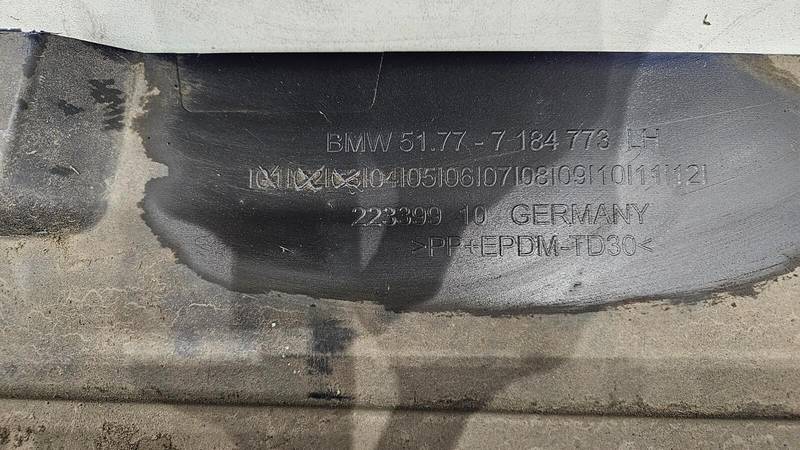 BMW 51.77 - 7 184 773 LH
|01|02|03|04|05|06|07|08|09|10|11|12|
223399 10 GERMANY
>PP+EPDM-TD30<